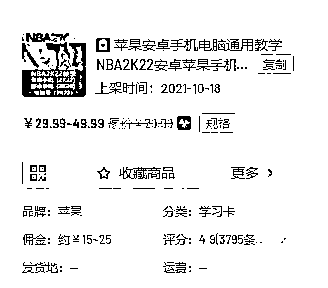 NBA2K
苹果安卓手机电脑通用教学
NBA2K22安卓苹果手机... 复制
上架时间: 2021-10-18
¥29.99-49.99 规格
收藏商品 更多 >
品牌: 苹果 分类: 学习卡
佣金: 约¥15-25 评分: 4.9(3795条..
发货地: — 运费: —